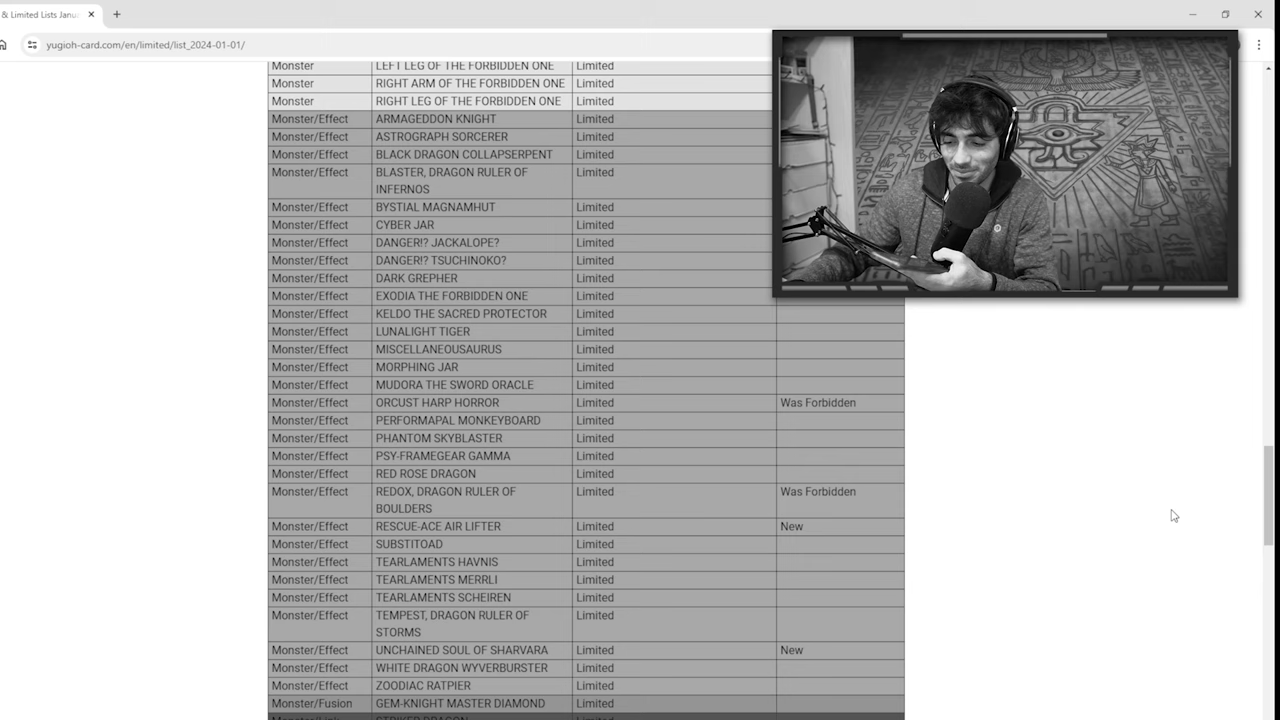 & Limited Lists Janu
yugioh-card.com/en/limited/list_2024-01-01/
Monster LEFT LEG OF THE FORBIDDEN ONE Limited
Monster RIGHT ARM OF THE FORBIDDEN ONE Limited
Monster RIGHT LEG OF THE FORBIDDEN ONE Limited
Monster/Effect ARMAGEDDON KNIGHT Limited
Monster/Effect ASTROGRAPH SORCERER Limited
Monster/Effect BLACK DRAGON COLLAPSERPENT Limited
Monster/Effect BLASTER, DRAGON RULER OF Limited
INFERNOS
Monster/Effect BYSTIAL MAGNAMHUT Limited
Monster/Effect CYBER JAR Limited
Monster/Effect DANGER!? JACKALOPE? Limited
Monster/Effect DANGER!? TSUCHINOKO? Limited
Monster/Effect DARK GREPHER Limited
Monster/Effect EXODIA THE FORBIDDEN ONE Limited
Monster/Effect KELDO THE SACRED PROTECTOR Limited
Monster/Effect LUNALIGHT TIGER Limited
Monster/Effect MISCELLANEOUSAURUS Limited
Monster/Effect MORPHING JAR Limited
Monster/Effect MUDORA THE SWORD ORACLE Limited
Monster/Effect ORCUST HARP HORROR Limited Was Forbidden
Monster/Effect PERFORMAPAL MONKEYBOARD Limited
Monster/Effect PHANTOM SKYBLASTER Limited
Monster/Effect PSY-FRAMEGEAR GAMMA Limited
Monster/Effect RED ROSE DRAGON Limited
Monster/Effect REDOX, DRAGON RULER OF Limited Was Forbidden
BOULDERS
Monster/Effect RESCUE-ACE AIR LIFTER Limited New
Monster/Effect SUBSTITOAD Limited
Monster/Effect TEARLAMENTS HAVNIS Limited
Monster/Effect TEARLAMENTS MERRLI Limited
Monster/Effect TEARLAMENTS SCHEIREN Limited
Monster/Effect TEMPEST, DRAGON RULER OF Limited
STORMS
Monster/Effect UNCHAINED SOUL OF SHARVARA Limited New
Monster/Effect WHITE DRAGON WYVERBURSTER Limited
Monster/Effect ZOODIAC RATPIER Limited
Monster/Fusion GEM-KNIGHT MASTER DIAMOND Limited